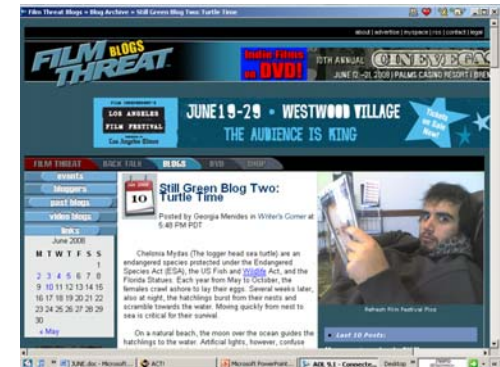 Film Threat Blogs » Blog Archive » Still Green Blog Two: Turtle Time
about | advertise | myspace | rss | contact | legal
FILM THREAT BLOGS
Indie Films on DVD!
10TH ANNUAL CINEVEGAS
JUNE 12-21, 2008 | PALMS CASINO RESORT |
LOS ANGELES
FILM FESTIVAL
Los Angeles Times
JUNE 19-29 · WESTWOOD VILLAGE
THE AUDIENCE IS KING
Tickets on Sale Now!
FILM THREAT BACK TALK BLOGS DVD SHOP
events
bloggers
past blogs
video blogs
links
June 2008
M T W T F S S
1
2 3 4 5 6 7 8
9 10 11 12 13 14 15
16 17 18 19 20 21 22
23 24 25 26 27 28 29
30
« May
10
Still Green Blog Two:
Turtle Time
Posted by Georgia Menides in Writer's Corner at
5:48 PM PDT
Chelonia Mydas (The logger head sea turtle) are an
endangered species protected under the Endangered
Species Act (ESA), the US Fish and Wildlife Act, and the
Florida Statues. Each year from May to October, the
females crawl ashore to lay their eggs. Several weeks later,
also at night, the hatchlings burst from their nests and
scramble towards the water. Moving quickly from nest to
sea is critical for their survival.
On a natural beach, the moon over the ocean guides the
hatchlings to the water. Artificial lights, however, confuse
Refresh Film Festival Pics
Last 10 Posts:
JUNE.doc - Microsoft...
ACT!
Microsoft PowerPoint...
AOL 9.1 - Connecte...
Desktop